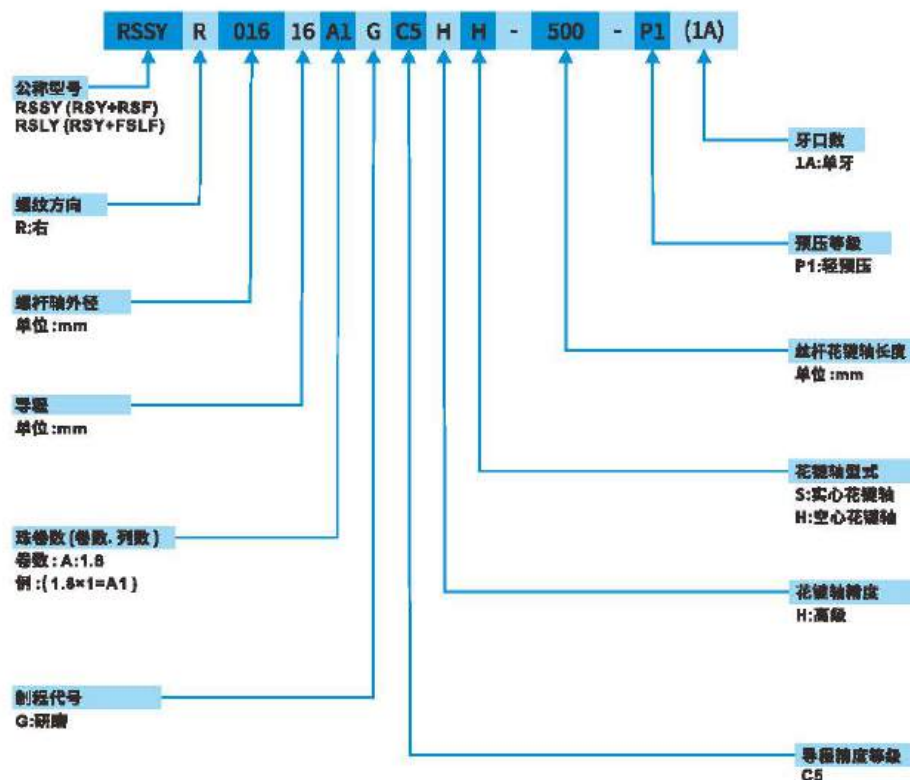 RSSY R 016 16 A1 G C5 H H - 500 - P1 (1A)
公称型号
RSSY (RSY+RSF)
RSLY (RSY+FSLF)
螺纹方向
R:右
螺杆轴外径
单位:mm
导程
单位:mm
珠卷数(卷数.列数)
卷数:A:1.8
例:(1.8×1=A1)
制程代号
G:研磨
牙口数
1A:单牙
预压等级
P1:轻预压
丝杆花键轴长度
单位:mm
花键轴型式
S:实心花键轴
H:空心花键轴
花键轴精度
H:高级
导程精度等级
C5